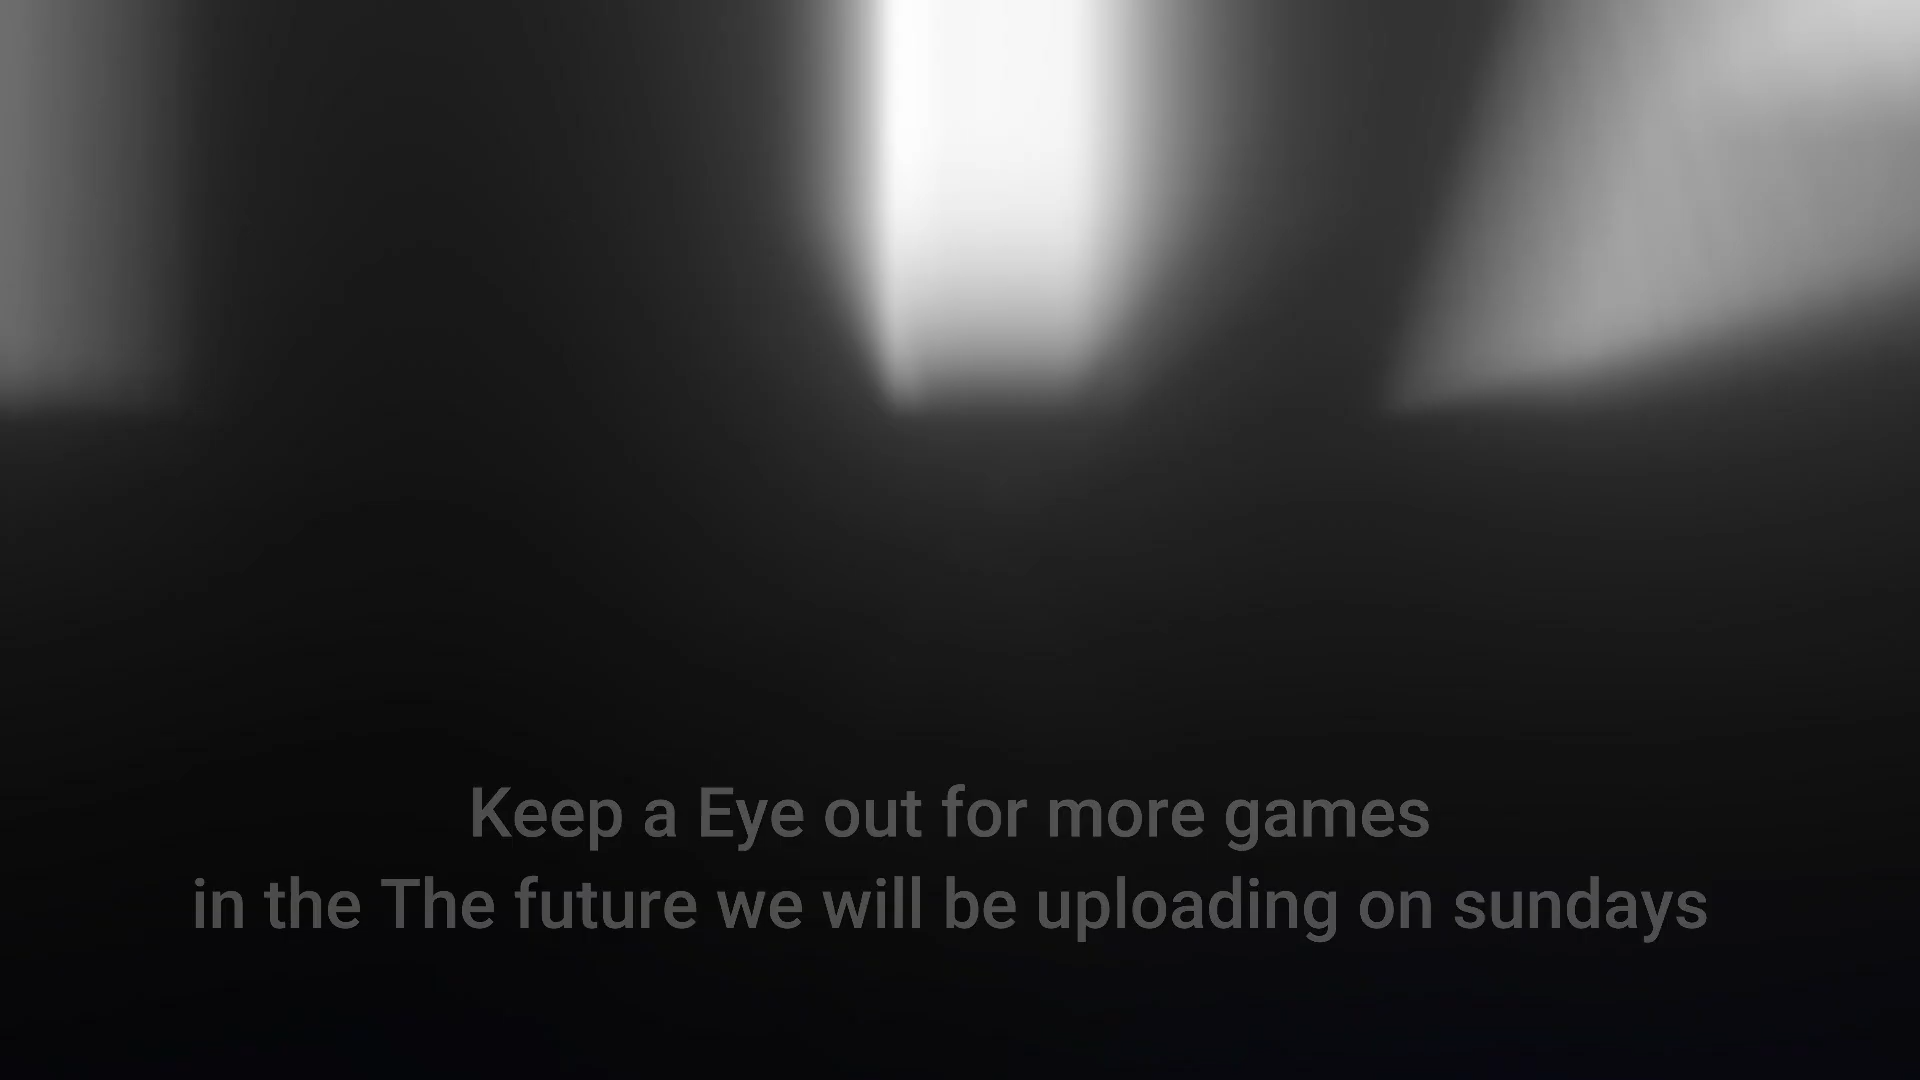 Keep a Eye out for more games
in the The future we will be uploading on sundays